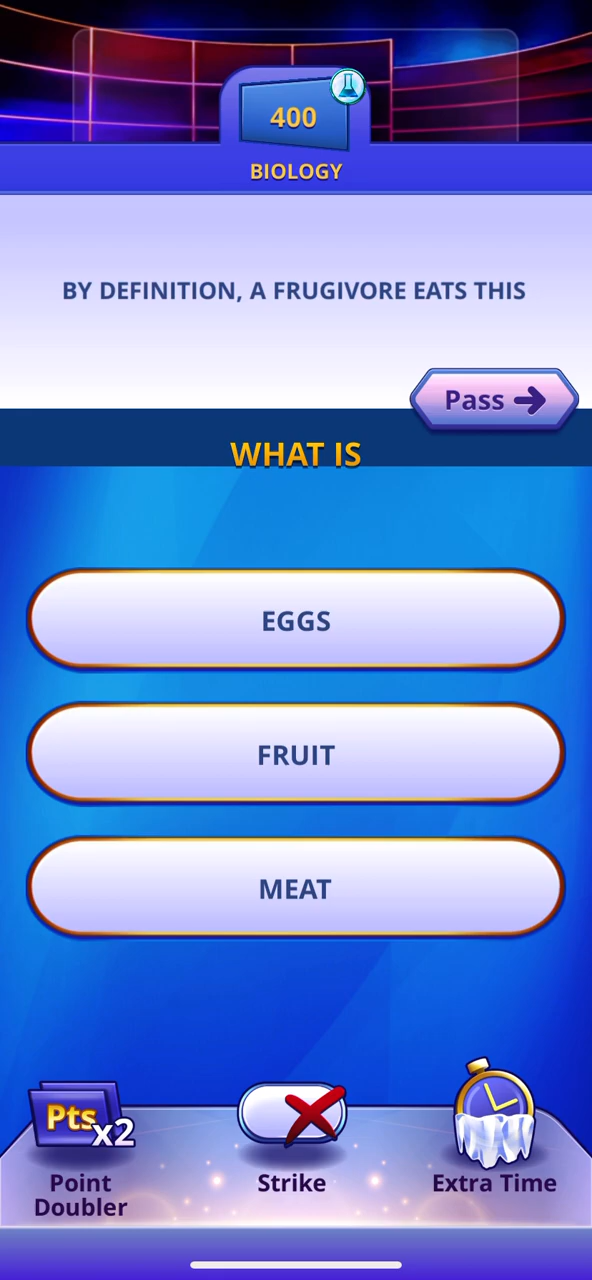 400
BIOLOGY
BY DEFINITION, A FRUGIVORE EATS THIS
Pass
WHAT IS
EGGS
FRUIT
MEAT
Pts x2
Point
Doubler
Strike
Extra Time